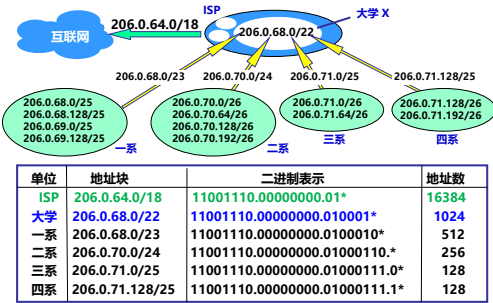 ISP
大学 X
206.0.64.0/18
互联网
206.0.68.0/22
206.0.68.0/23
206.0.70.0/24
206.0.71.0/25
206.0.71.128/25
206.0.68.0/25
206.0.68.128/25
206.0.69.0/25
206.0.69.128/25
一系
206.0.70.0/26
206.0.70.64/26
206.0.70.128/26
206.0.70.192/26
二系
206.0.71.0/26
206.0.71.64/26
三系
206.0.71.128/26
206.0.71.192/26
四系
单位 地址块 二进制表示 地址数
ISP 206.0.64.0/18 11001110.00000000.01* 16384
大学 206.0.68.0/22 11001110.00000000.010001* 1024
一系 206.0.68.0/23 11001110.00000000.0100010* 512
二系 206.0.70.0/24 11001110.00000000.01000110.* 256
三系 206.0.71.0/25 11001110.00000000.01000111.0* 128
四系 206.0.71.128/25 11001110.00000000.01000111.1* 128